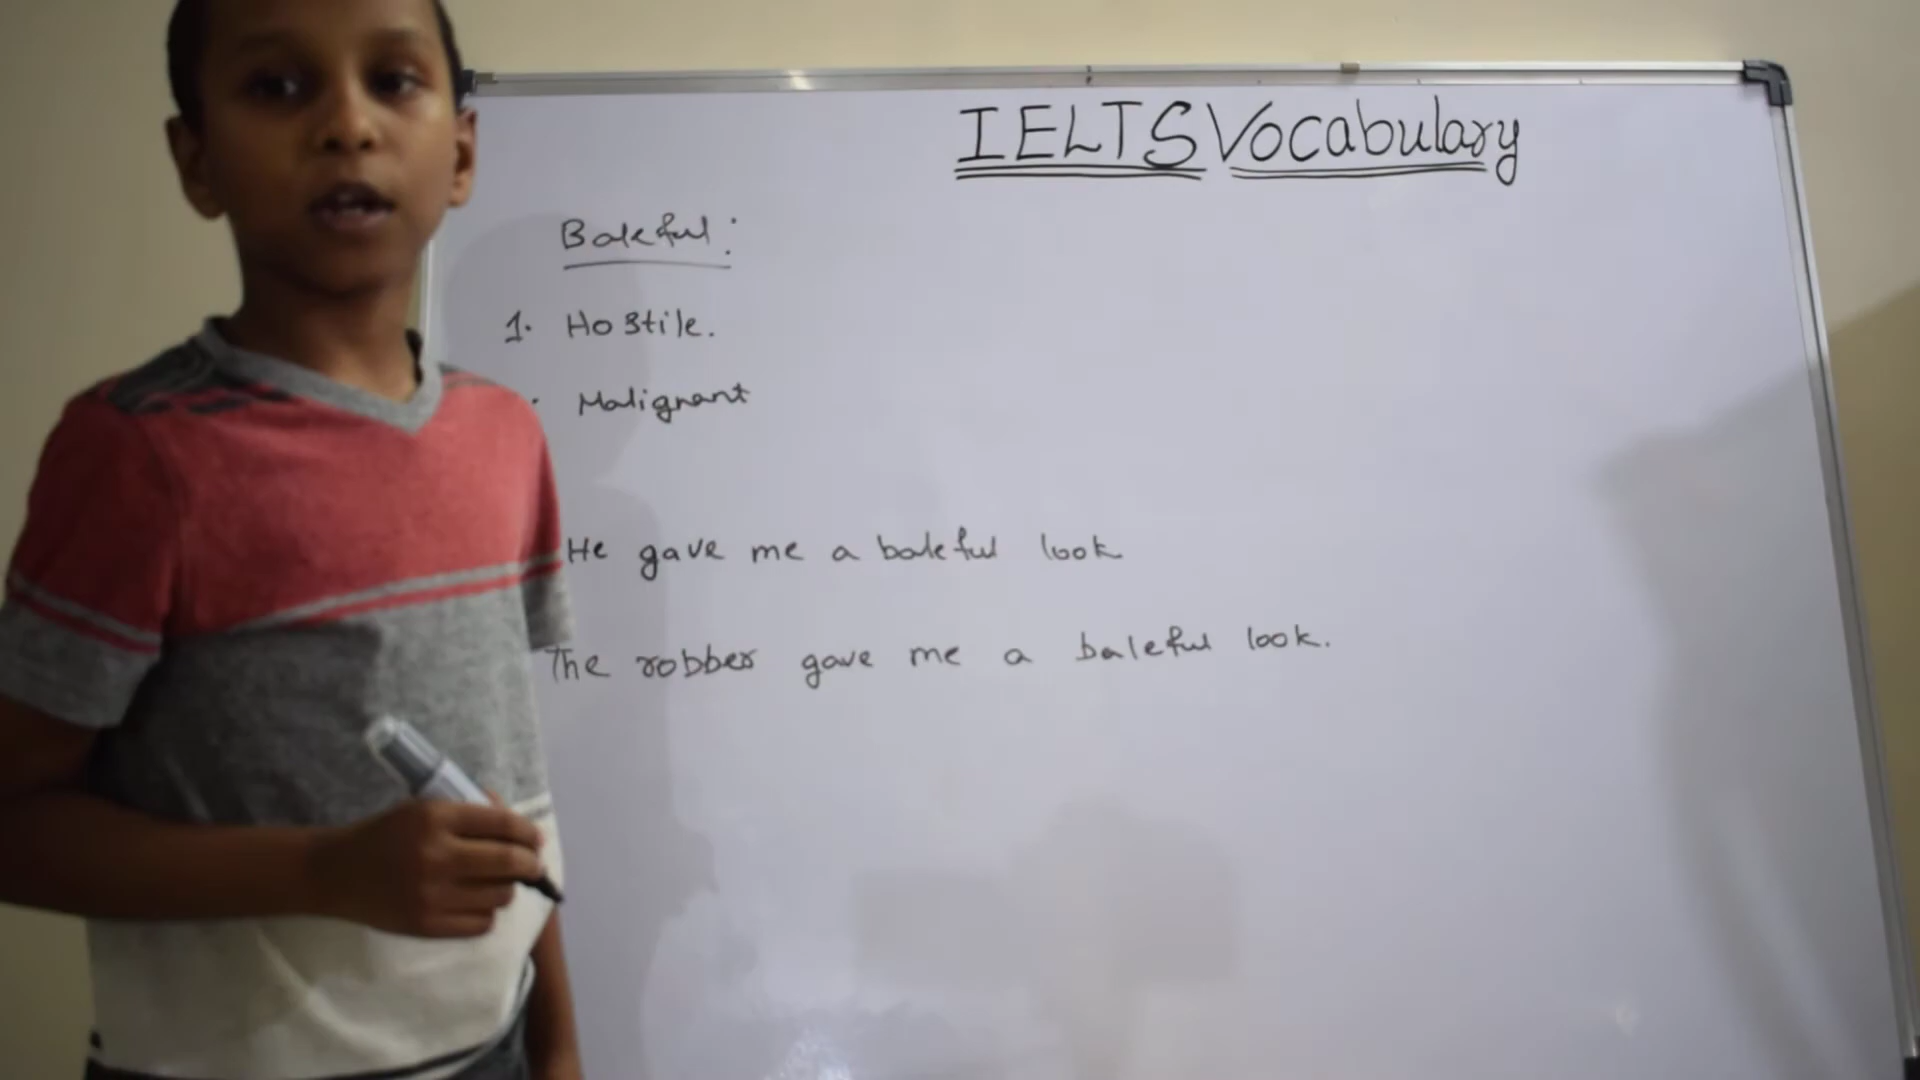 IELTS Vocabulary
Baleful:
1. Hostile.
. Malignant
He gave me a baleful look
The robber gave me a baleful look.